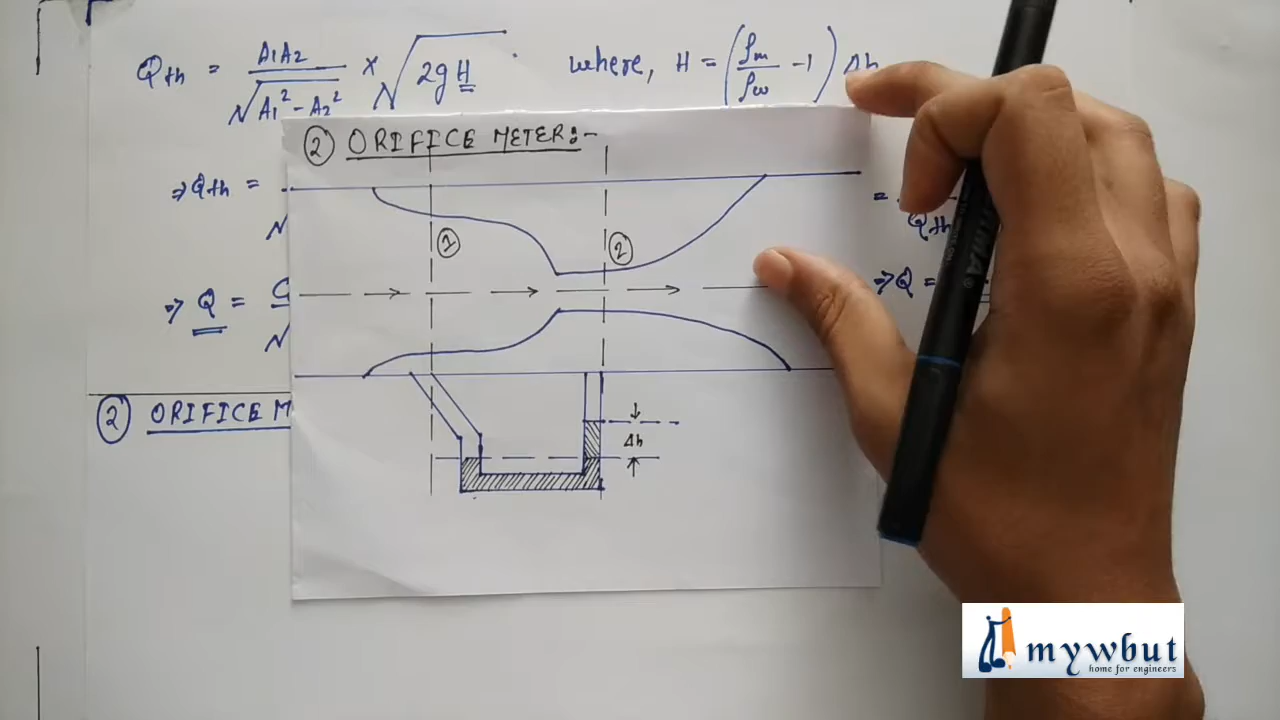 Qth = A1A2 / √(A1² - A2²) × √2gH where, H = (ρm/ρw - 1) Δh
② ORIFICE METER:-
⇒ Qth =
= Qth
① ②
⇒ Q = C
⇒ Q =
② ORIFICE M
Δh
mywbut
home for engineers